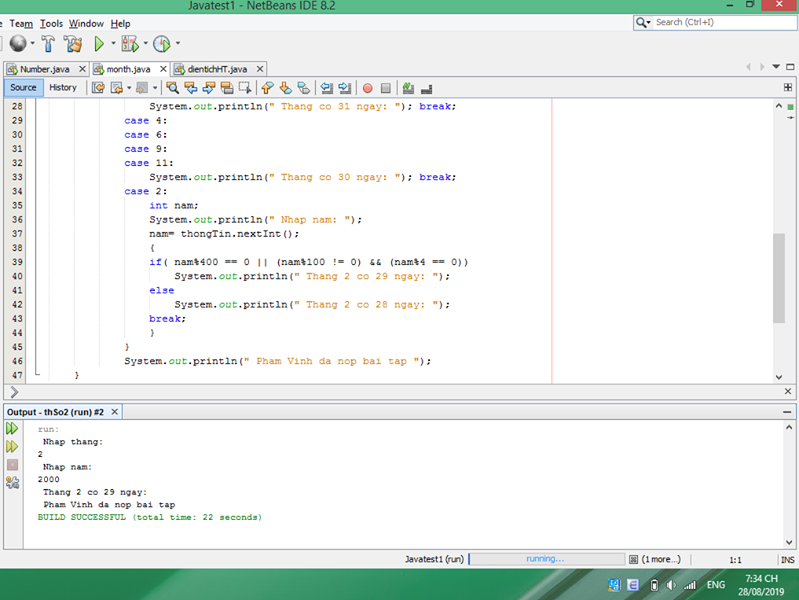 Javatest1 - NetBeans IDE 8.2
e Team Tools Window Help
Search (Ctrl+I)
Number.java
month.java
dientichHT.java
Source History
28 System.out.println(" Thang co 31 ngay: "); break;
29 case 4:
30 case 6:
31 case 9:
32 case 11:
33 System.out.println(" Thang co 30 ngay: "); break;
34 case 2:
35 int nam;
36 System.out.println(" Nhap nam: ");
37 nam= thongTin.nextInt();
38 {
39 if( nam%400 == 0 || (nam%100 != 0) && (nam%4 == 0))
40 System.out.println(" Thang 2 co 29 ngay: ");
41 else
42 System.out.println(" Thang 2 co 28 ngay: ");
43 break;
44 }
45 }
46 System.out.println(" Pham Vinh da nop bai tap ");
47 }
Output - thSo2 (run) #2
run:
Nhap thang:
2
Nhap nam:
2000
Thang 2 co 29 ngay:
Pham Vinh da nop bai tap
BUILD SUCCESSFUL (total time: 22 seconds)
Javatest1 (run) running... (1 more...) 1:1 INS
ENG
7:34 CH
28/08/2019